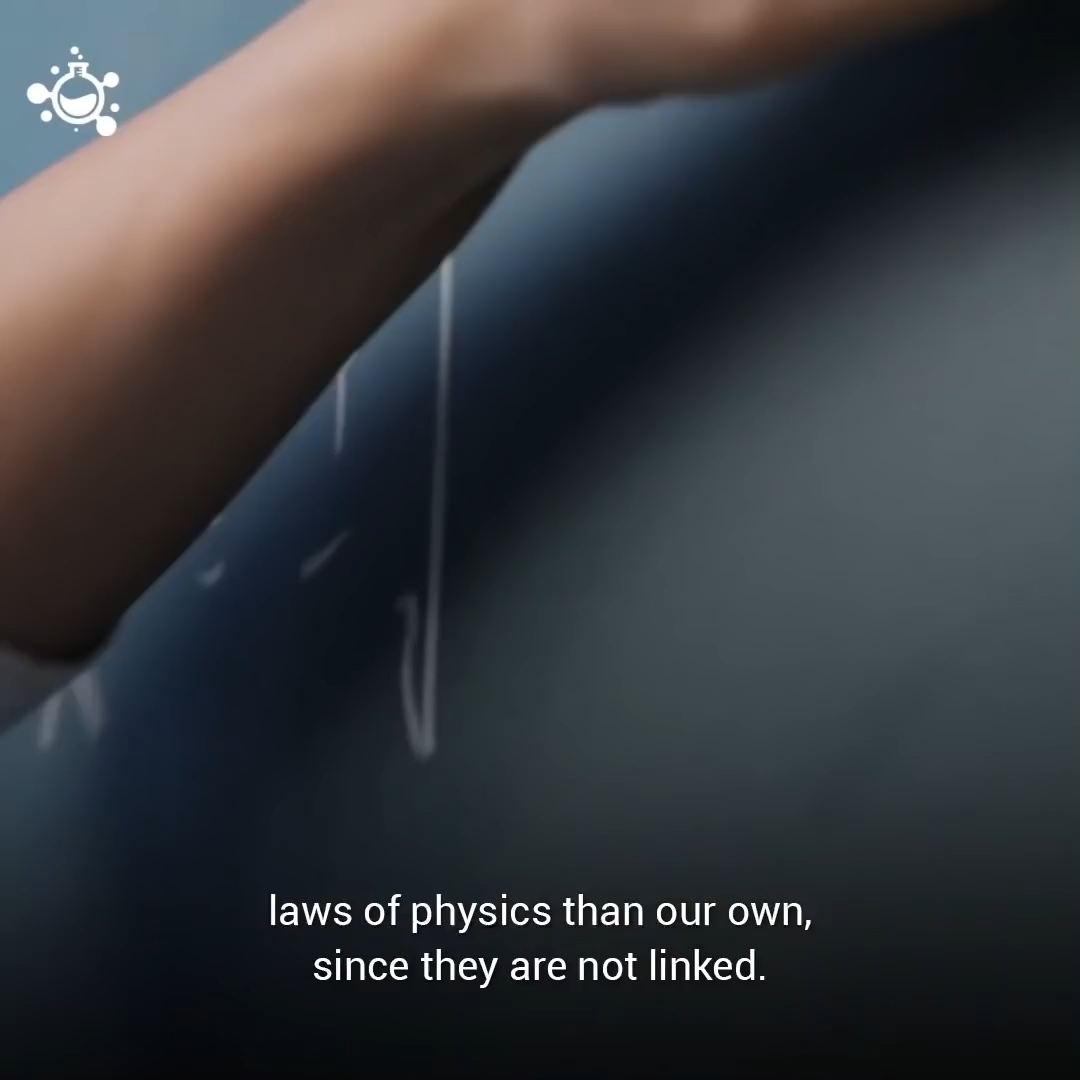 laws of physics than our own,
since they are not linked.